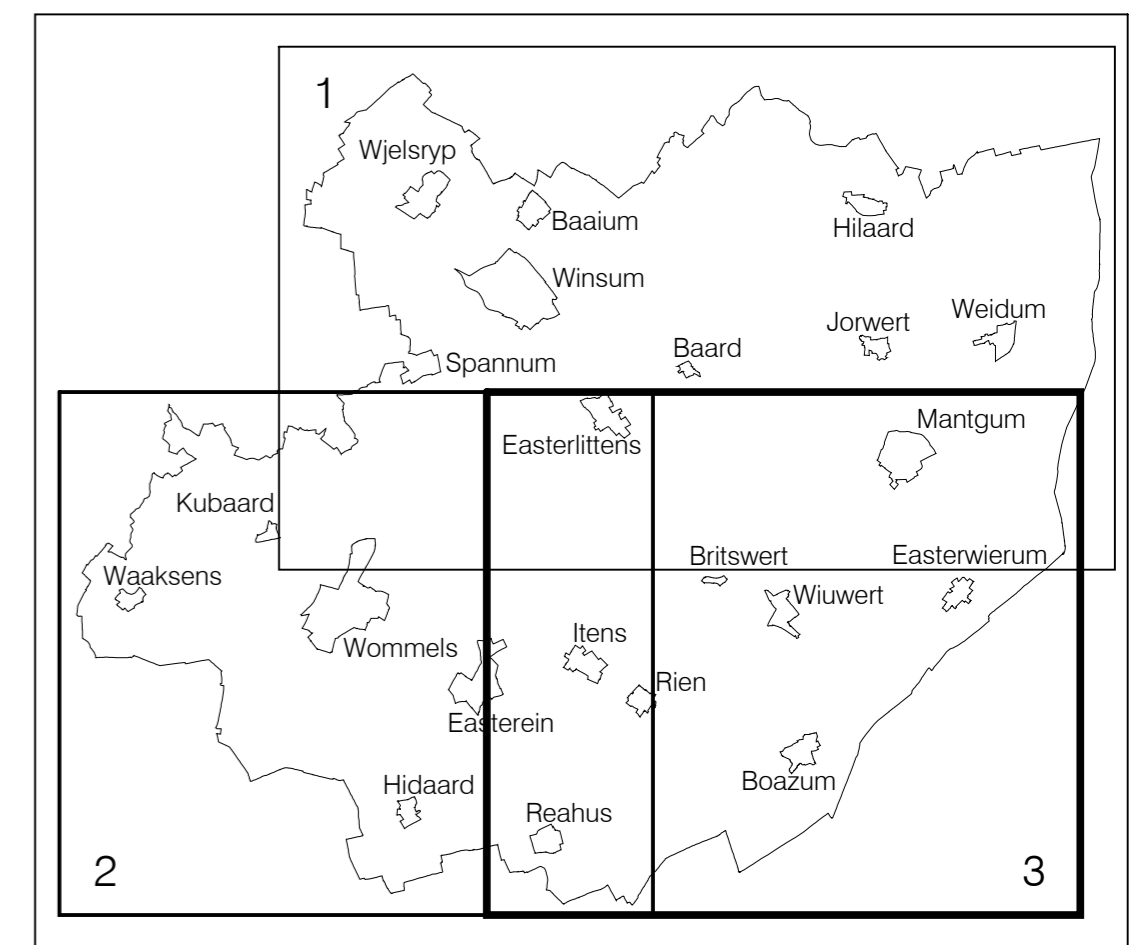 1
Wjelsryp
Baaium
Hilaard
Winsum
Weidum
Jorwert
Baard
Spannum
Mantgum
Easterlittens
Kubaard
Britswert
Easterwierum
Waaksens
Wiuwert
Itens
Wommels
Rien
Easterein
Boazum
Hidaard
Reahus
2
3